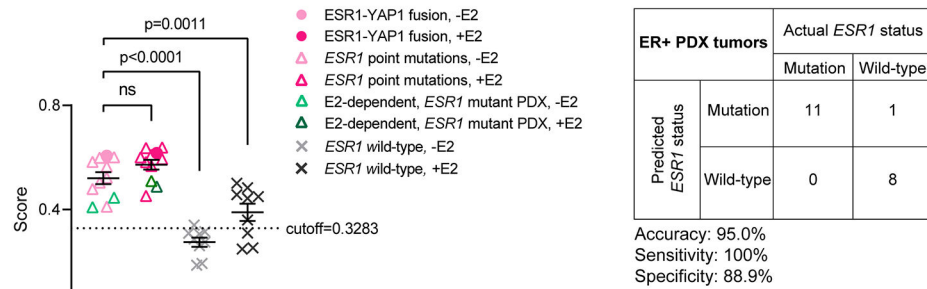 p=0.0011
p<0.0001
ns
0.8
0.4
Score
cutoff=0.3283
ESR1-YAP1 fusion, -E2
ESR1-YAP1 fusion, +E2
ESR1 point mutations, -E2
ESR1 point mutations, +E2
E2-dependent, ESR1 mutant PDX, -E2
E2-dependent, ESR1 mutant PDX, +E2
ESR1 wild-type, -E2
ESR1 wild-type, +E2
ER+ PDX tumors
Actual ESR1 status
Mutation Wild-type
Predicted
ESR1 status
Mutation 11 1
Wild-type 0 8
Accuracy: 95.0%
Sensitivity: 100%
Specificity: 88.9%